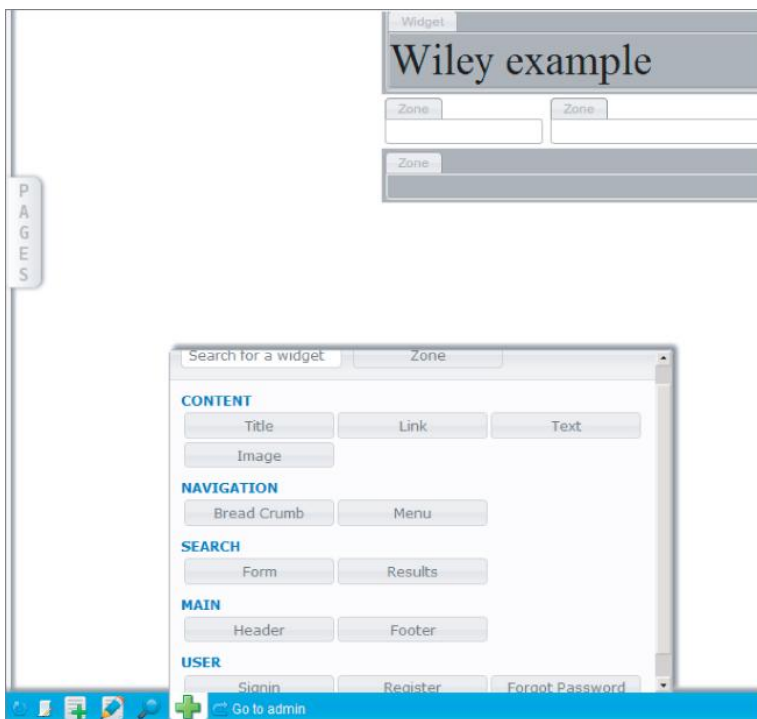 Widget
Wiley example
Zone Zone
Zone
P
A
G
E
S
Search for a widget Zone
CONTENT
Title Link Text
Image
NAVIGATION
Bread Crumb Menu
SEARCH
Form Results
MAIN
Header Footer
USER
Signin Register Forgot Password
Go to admin